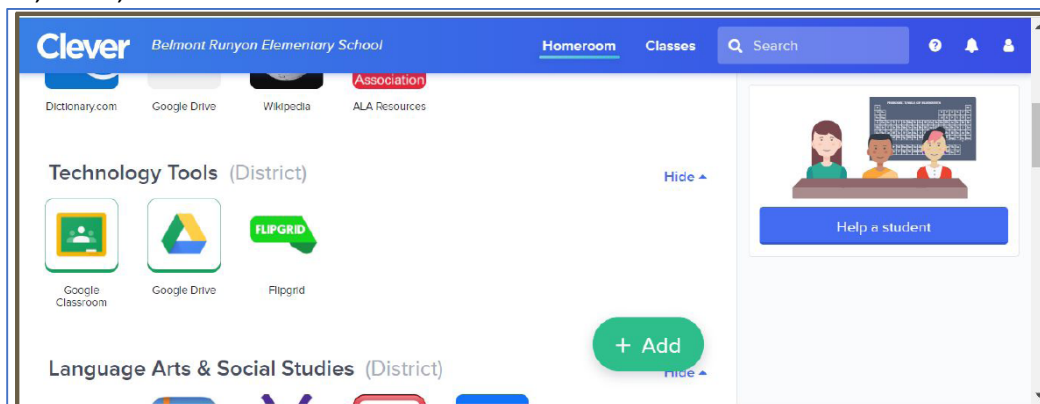 Clever Belmont Runyon Elementary School Homeroom Classes Search ?
Association
Dictionary.com Google Drive Wikipedia ALA Resources
Technology Tools (District) Hide
FLIPGRID
Google Classroom Google Drive Flipgrid
Help a student
+ Add
Language Arts & Social Studies (District) Hide